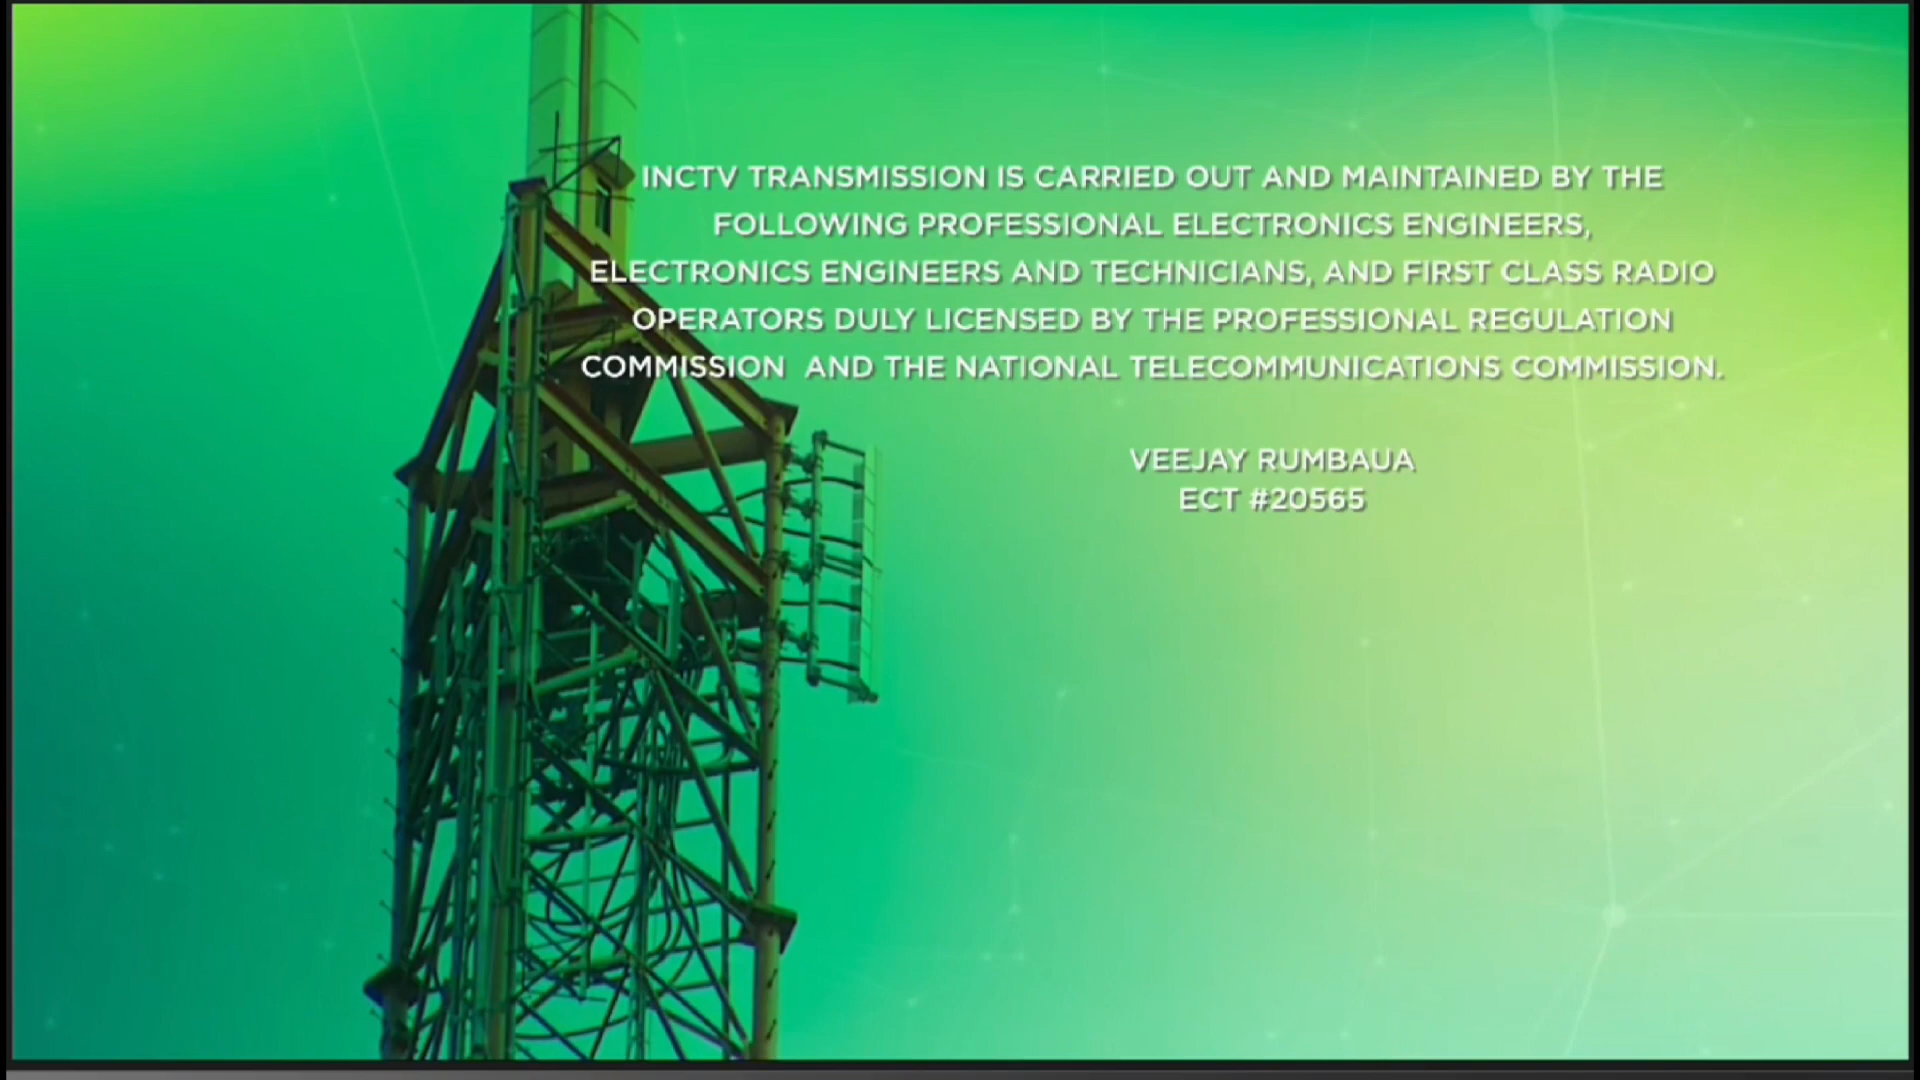 INCTV TRANSMISSION IS CARRIED OUT AND MAINTAINED BY THE
FOLLOWING PROFESSIONAL ELECTRONICS ENGINEERS,
ELECTRONICS ENGINEERS AND TECHNICIANS, AND FIRST CLASS RADIO
OPERATORS DULY LICENSED BY THE PROFESSIONAL REGULATION
COMMISSION AND THE NATIONAL TELECOMMUNICATIONS COMMISSION.
VEEJAY RUMBAUA
ECT #20565